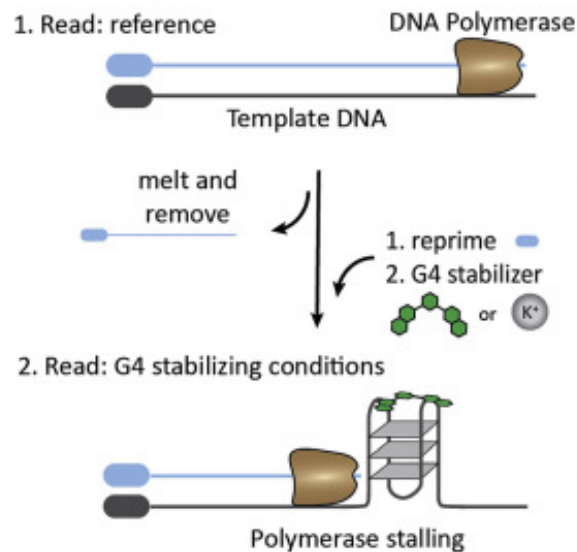 1. Read: reference
DNA Polymerase
Template DNA
melt and
remove
1. reprime
2. G4 stabilizer
or
K+
2. Read: G4 stabilizing conditions
Polymerase stalling